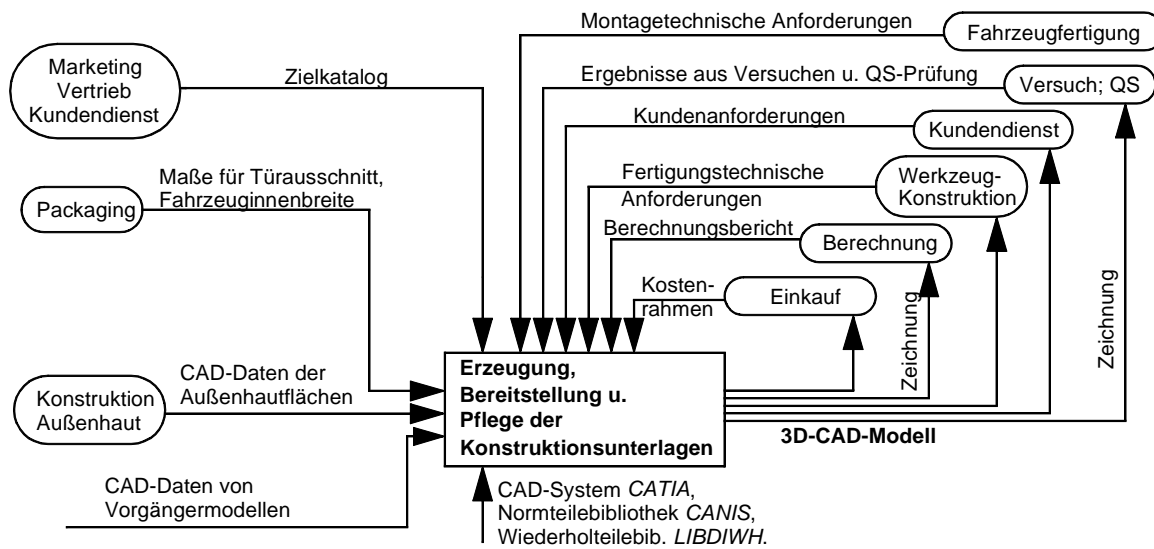 Montagetechnische Anforderungen
Fahrzeugfertigung
Marketing
Vertrieb
Kundendienst
Zielkatalog
Ergebnisse aus Versuchen u. QS-Prüfung
Versuch; QS
Kundenanforderungen
Kundendienst
Maße für Türausschnitt,
Fahrzeuginnenbreite
Packaging
Fertigungstechnische
Anforderungen
Werkzeug-
Konstruktion
Berechnungsbericht
Berechnung
Kosten-
rahmen
Einkauf
Zeichnung
Zeichnung
Erzeugung,
Bereitstellung u.
Pflege der
Konstruktionsunterlagen
CAD-Daten der
Außenhautflächen
Konstruktion
Außenhaut
3D-CAD-Modell
CAD-Daten von
Vorgängermodellen
CAD-System CATIA,
Normteilebibliothek CANIS,
Wiederholteilebib. LIBDIWH.